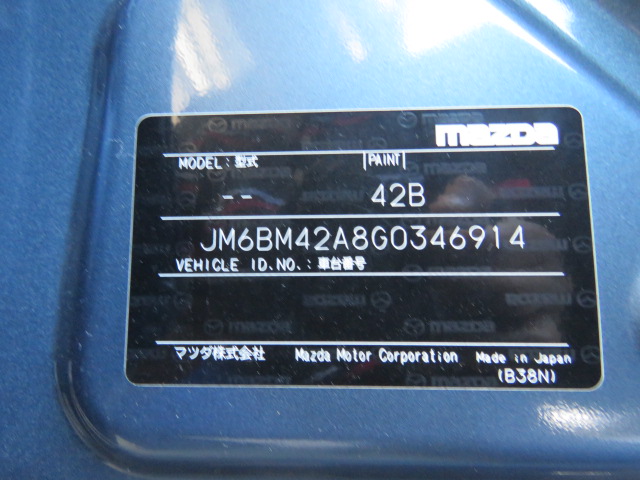 mazda
MODEL：型式 PAINT
-- 42B
JM6BM42A8G0346914
VEHICLE ID.NO.：車台番号
マツダ株式会社 Mazda Motor Corporation Made in Japan
(B38N)